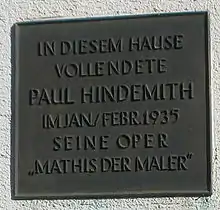 IN DIESEM HAUSE
VOLLENDETE
PAUL HINDEMITH
IM JAN/FEBR.1935
SEINE OPER
„MATHIS DER MALER"